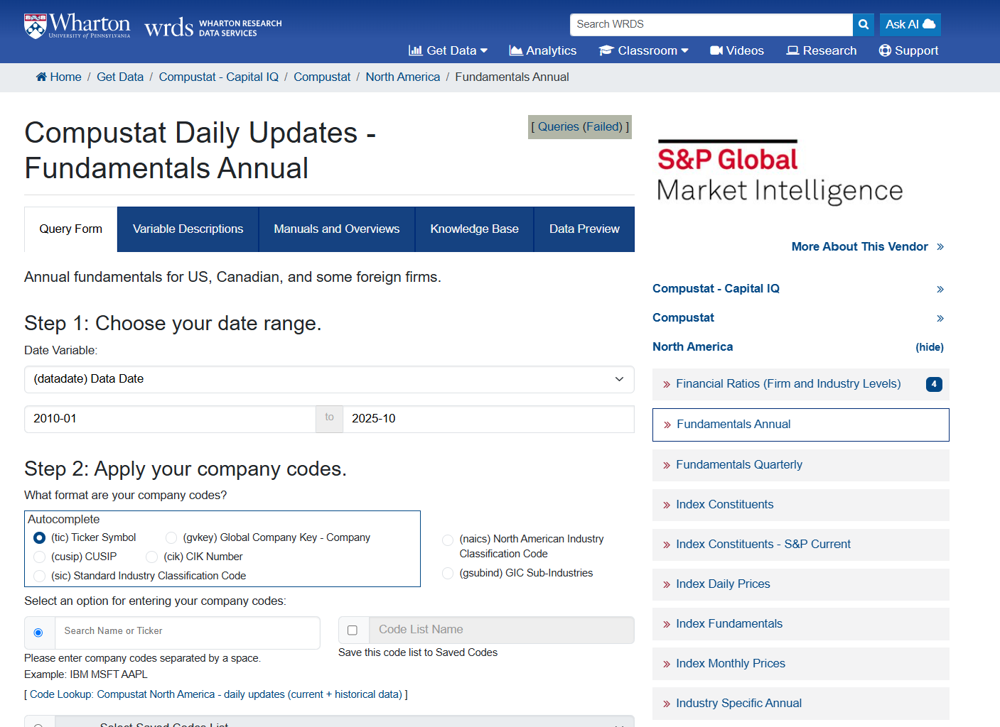 Wharton
UNIVERSITY of PENNSYLVANIA
wrds WHARTON RESEARCH
DATA SERVICES
Search WRDS
Ask AI
Get Data
Analytics
Classroom
Videos
Research
Support
Home / Get Data / Compustat - Capital IQ / Compustat / North America / Fundamentals Annual
Compustat Daily Updates -
Fundamentals Annual
[ Queries (Failed) ]
Query Form
Variable Descriptions
Manuals and Overviews
Knowledge Base
Data Preview
Annual fundamentals for US, Canadian, and some foreign firms.
Step 1: Choose your date range.
Date Variable:
(datadate) Data Date
2010-01 to 2025-10
Step 2: Apply your company codes.
What format are your company codes?
Autocomplete
(tic) Ticker Symbol
(gvkey) Global Company Key - Company
(cusip) CUSIP
(cik) CIK Number
(sic) Standard Industry Classification Code
(naics) North American Industry
Classification Code
(gsubind) GIC Sub-Industries
Select an option for entering your company codes:
Search Name or Ticker
Code List Name
Please enter company codes separated by a space.
Example: IBM MSFT AAPL
Save this code list to Saved Codes
[ Code Lookup: Compustat North America - daily updates (current + historical data) ]
Select Saved Codes List
S&P Global
Market Intelligence
More About This Vendor »
Compustat - Capital IQ »
Compustat »
North America (hide)
» Financial Ratios (Firm and Industry Levels) 4
» Fundamentals Annual
» Fundamentals Quarterly
» Index Constituents
» Index Constituents - S&P Current
» Index Daily Prices
» Index Fundamentals
» Index Monthly Prices
» Industry Specific Annual